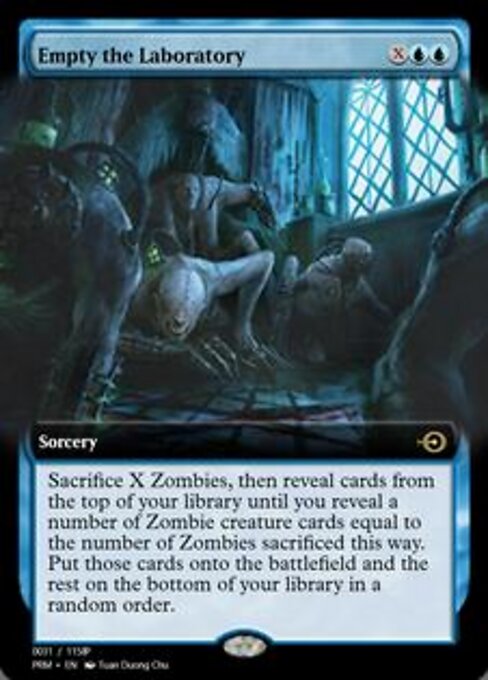 Empty the Laboratory X
Sorcery
Sacrifice X Zombies, then reveal cards from
the top of your library until you reveal a
number of Zombie creature cards equal to
the number of Zombies sacrificed this way.
Put those cards onto the battlefield and the
rest on the bottom of your library in a
random order.
0031 / 115IP
PRM • EN Tuan Duong Chu